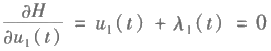 ∂H/∂u₁(t) = u₁(t) + λ₁(t) = 0